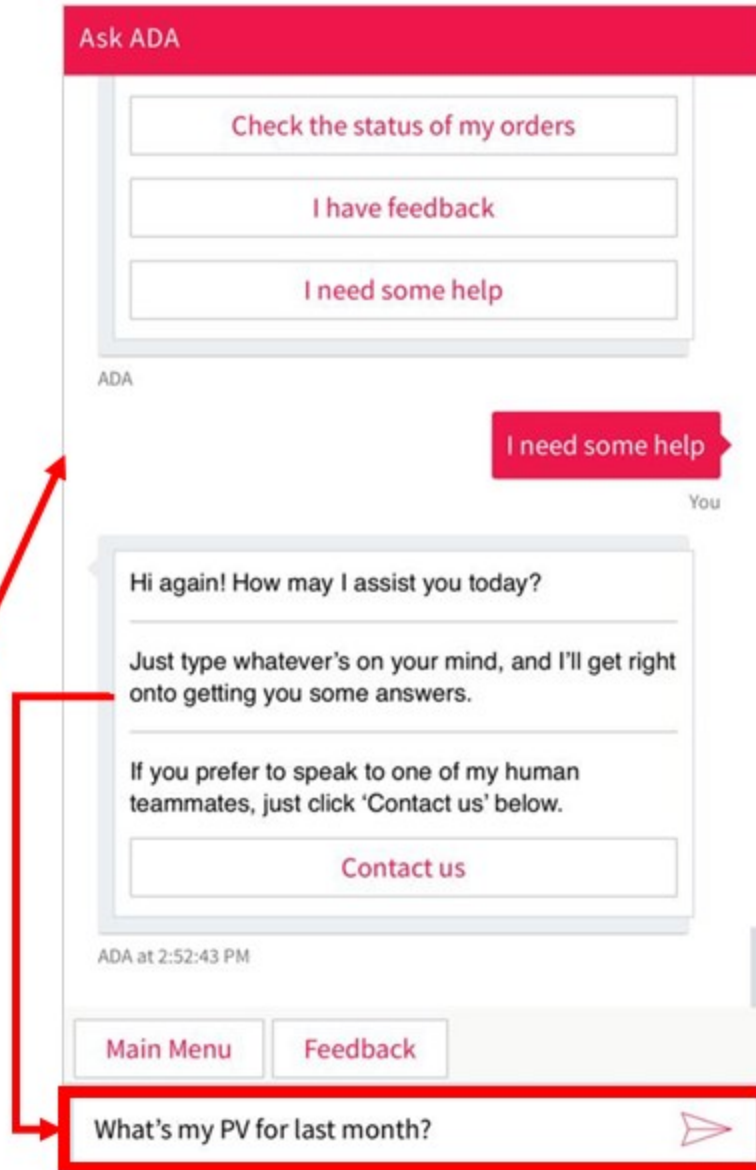 Ask ADA
Check the status of my orders
I have feedback
I need some help
ADA
I need some help
You
Hi again! How may I assist you today?
Just type whatever’s on your mind, and I’ll get right
onto getting you some answers.
If you prefer to speak to one of my human
teammates, just click ‘Contact us’ below.
Contact us
ADA at 2:52:43 PM
Main Menu
Feedback
What’s my PV for last month?